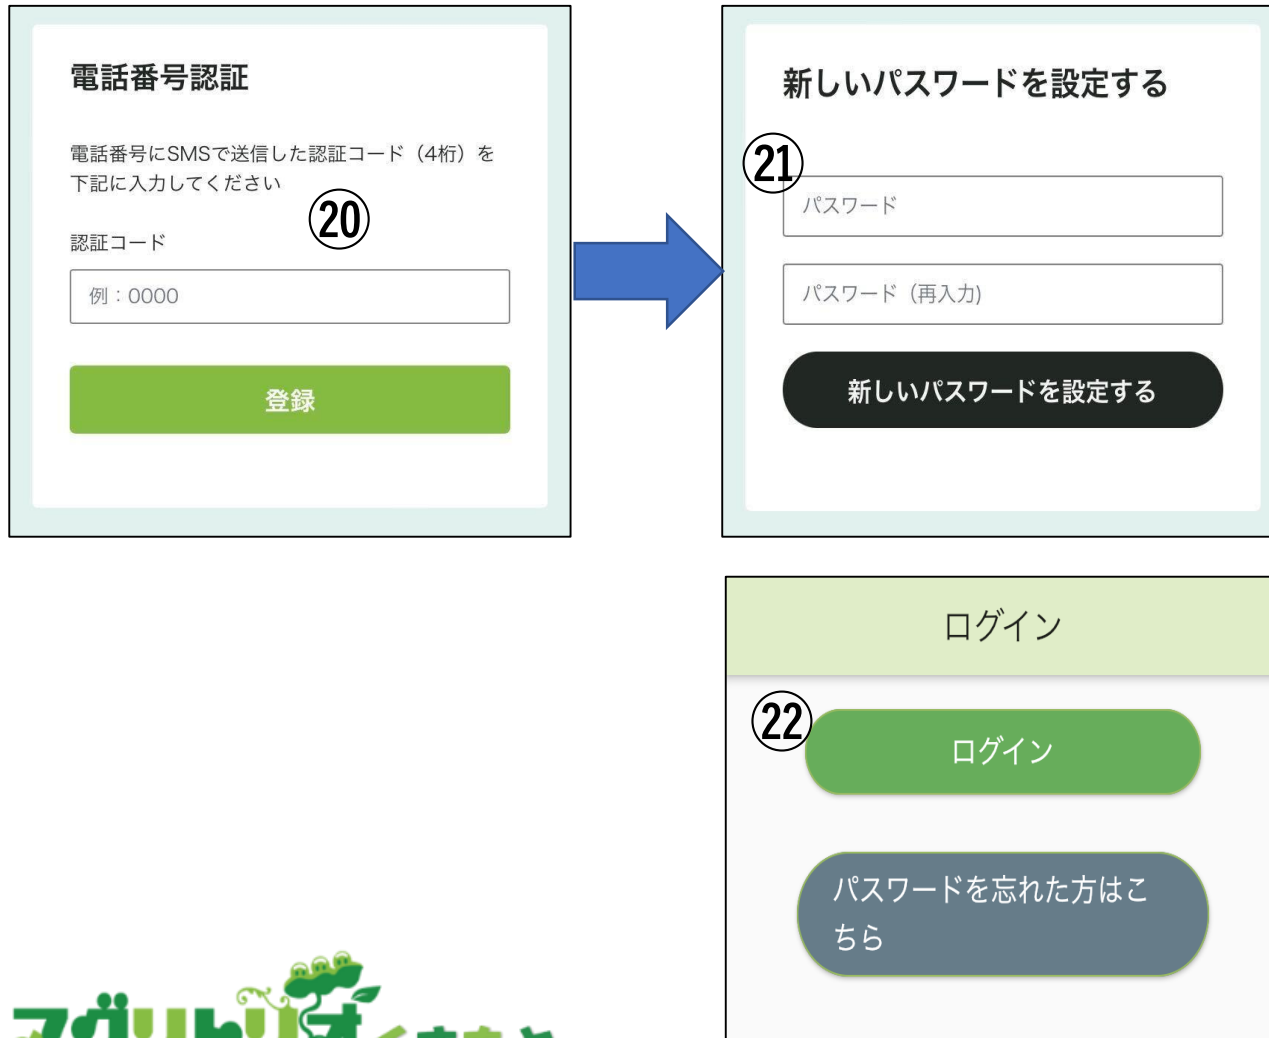 電話番号認証
電話番号にSMSで送信した認証コード（4桁）を
下記に入力してください
⑳
認証コード
例：0000
登録
新しいパスワードを設定する
㉑
パスワード
パスワード（再入力)
新しいパスワードを設定する
ログイン
㉒
ログイン
パスワードを忘れた方はこ
ちら